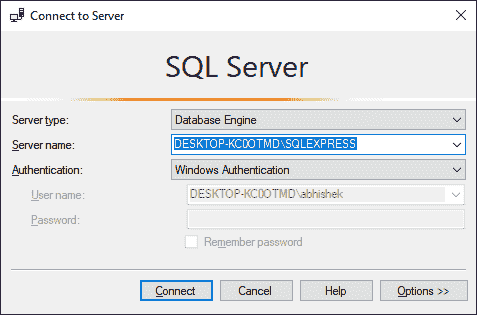 Connect to Server
SQL Server
Server type: Database Engine
Server name: DESKTOP-KC0OTMD\SQLEXPRESS
Authentication: Windows Authentication
User name: DESKTOP-KC0OTMD\abhishek
Password:
Remember password
Connect Cancel Help Options >>